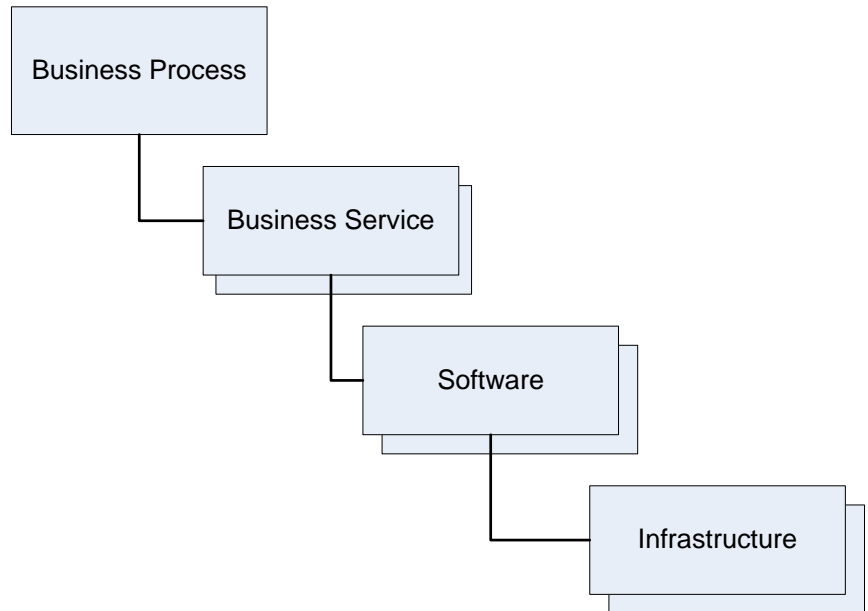 Business Process
Business Service
Software
Infrastructure